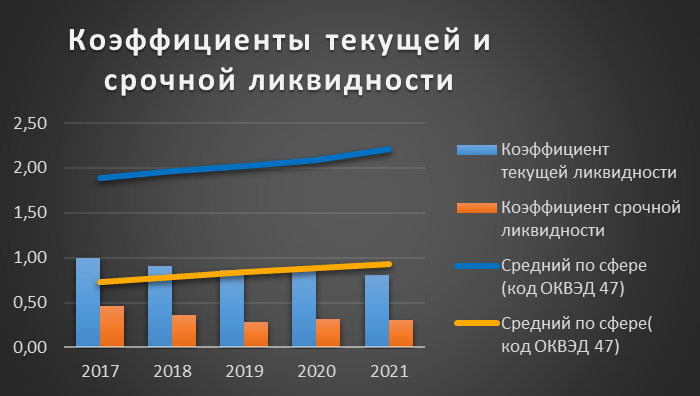 Коэффициенты текущей и
срочной ликвидности
2,50
2,00
1,50
1,00
0,50
0,00
2017 2018 2019 2020 2021
Коэффициент
текущей ликвидности
Коэффициент срочной
ликвидности
Средний по сфере
(код ОКВЭД 47)
Средний по сфере(
код ОКВЭД 47)